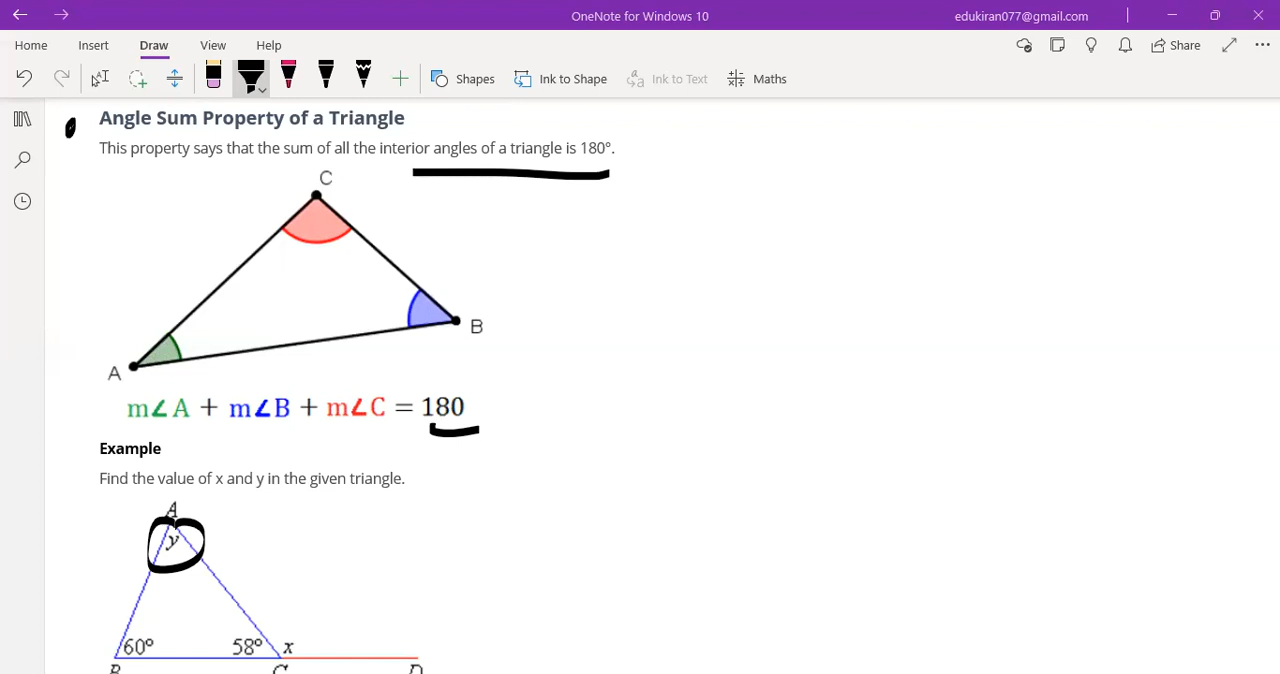 OneNote for Windows 10
edukiran077@gmail.com
Home Insert Draw View Help
Share
Shapes Ink to Shape Ink to Text Maths
Angle Sum Property of a Triangle
This property says that the sum of all the interior angles of a triangle is 180°.
C
B
A
m∠A + m∠B + m∠C = 180
Example
Find the value of x and y in the given triangle.
A
y
60° 58° x
B C D